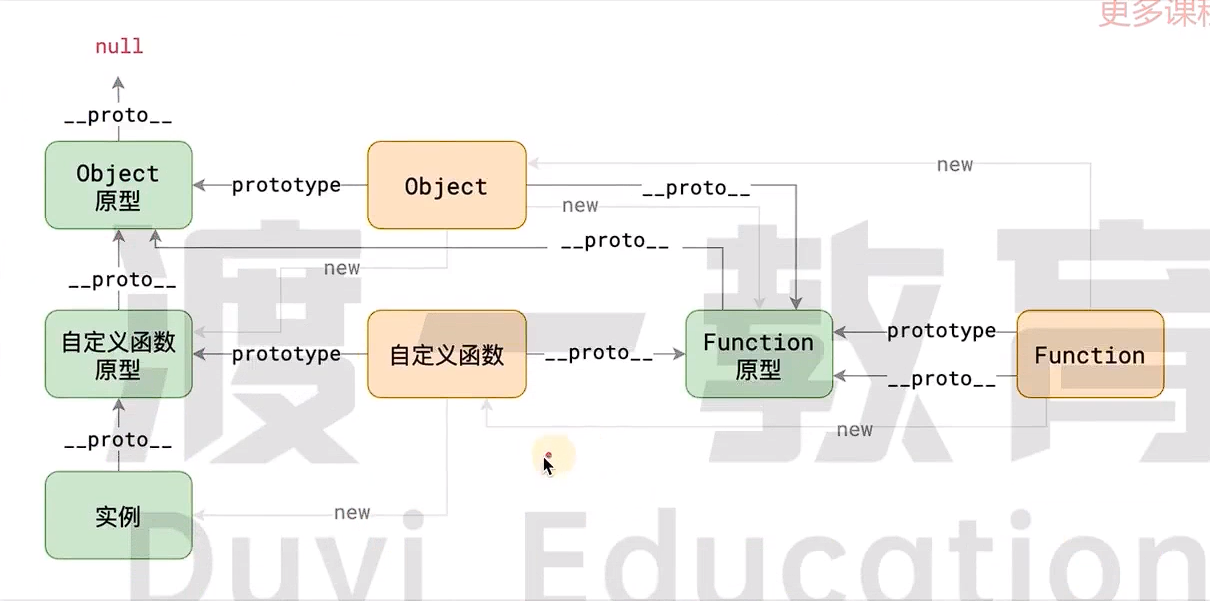 更多课程
null
__proto__
Object
原型
prototype
Object
__proto__
new
new
__proto__
__proto__
new
自定义函数
原型
prototype
自定义函数
__proto__
Function
原型
prototype
__proto__
Function
new
__proto__
实例
new
渡一教育
Duyi Education